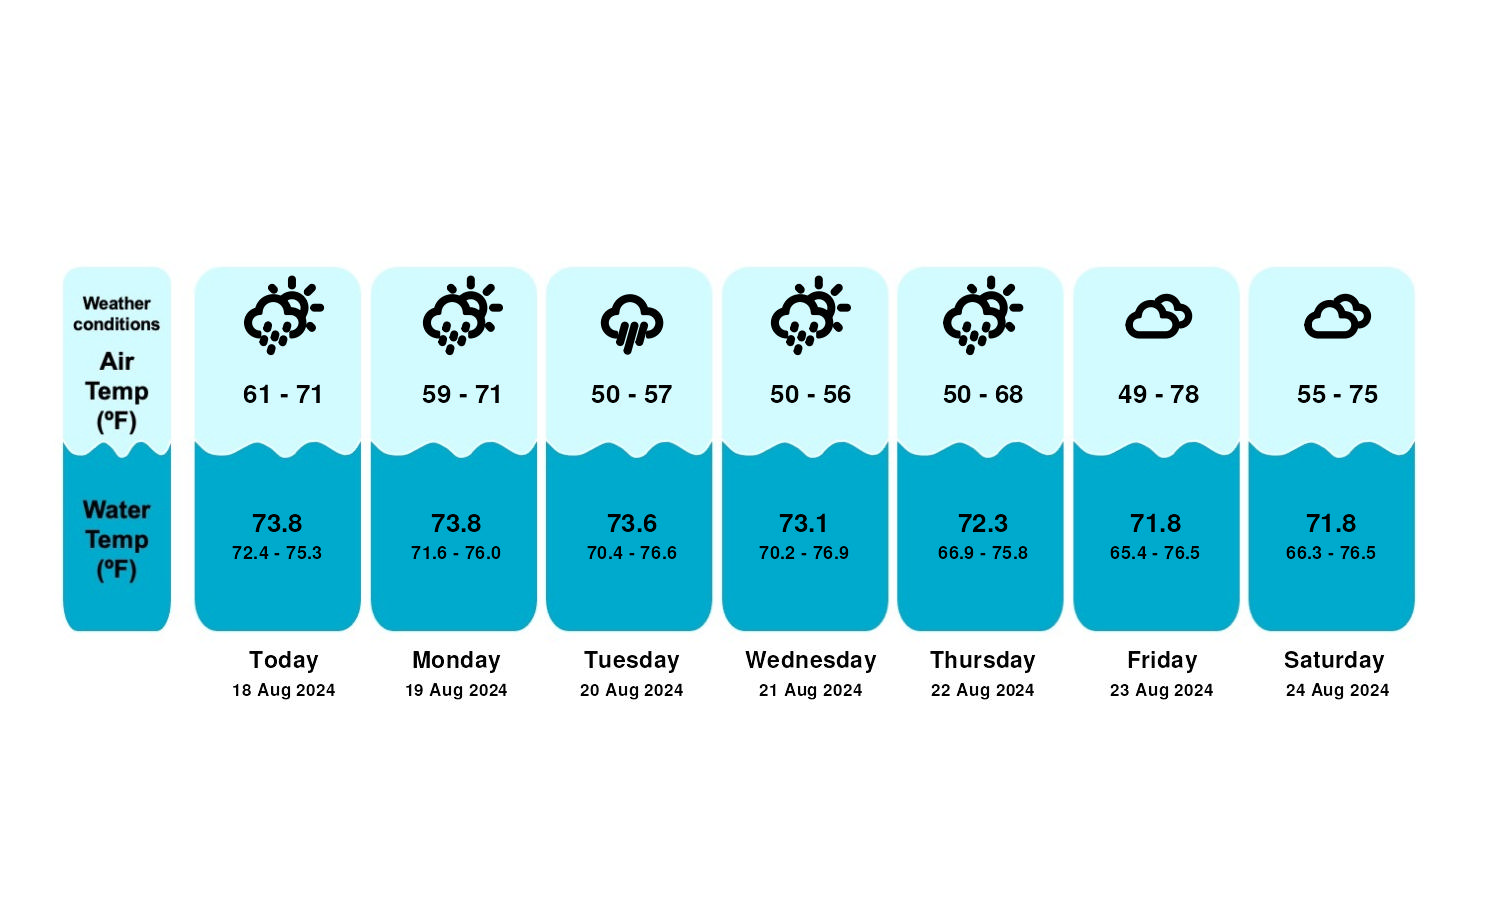 Weather
conditions
Air
Temp
(ºF)
Water
Temp
(ºF)
61 - 71
59 - 71
50 - 57
50 - 56
50 - 68
49 - 78
55 - 75
73.8
73.8
73.6
73.1
72.3
71.8
71.8
72.4 - 75.3
71.6 - 76.0
70.4 - 76.6
70.2 - 76.9
66.9 - 75.8
65.4 - 76.5
66.3 - 76.5
Today
Monday
Tuesday
Wednesday
Thursday
Friday
Saturday
18 Aug 2024
19 Aug 2024
20 Aug 2024
21 Aug 2024
22 Aug 2024
23 Aug 2024
24 Aug 2024